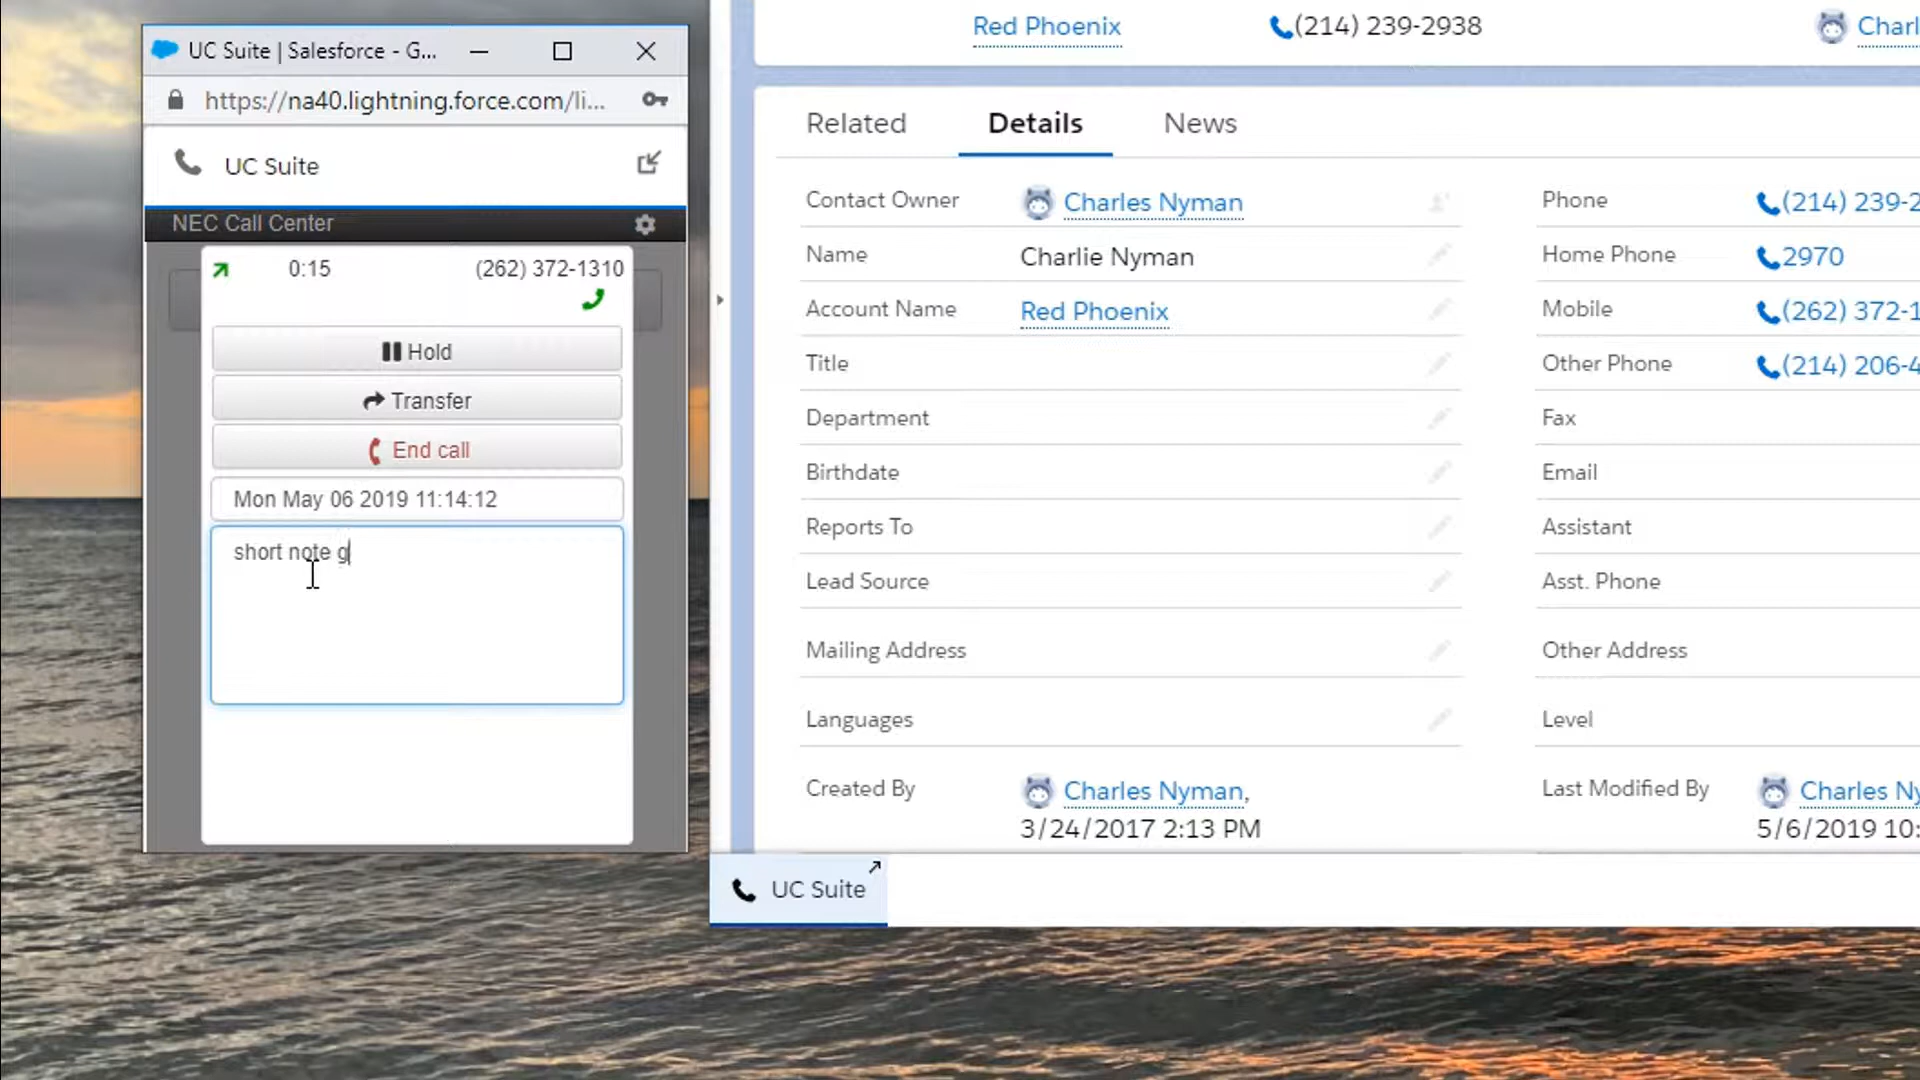 UC Suite | Salesforce - G...
https://na40.lightning.force.com/li...
UC Suite
NEC Call Center
0:15 (262) 372-1310
Hold
Transfer
End call
Mon May 06 2019 11:14:12
short note g
Red Phoenix (214) 239-2938 Charl
Related Details News
Contact Owner Charles Nyman Phone (214) 239-2
Name Charlie Nyman Home Phone 2970
Account Name Red Phoenix Mobile (262) 372-1
Title Other Phone (214) 206-4
Department Fax
Birthdate Email
Reports To Assistant
Lead Source Asst. Phone
Mailing Address Other Address
Languages Level
Created By Charles Nyman, Last Modified By Charles Ny
3/24/2017 2:13 PM 5/6/2019 10:
UC Suite